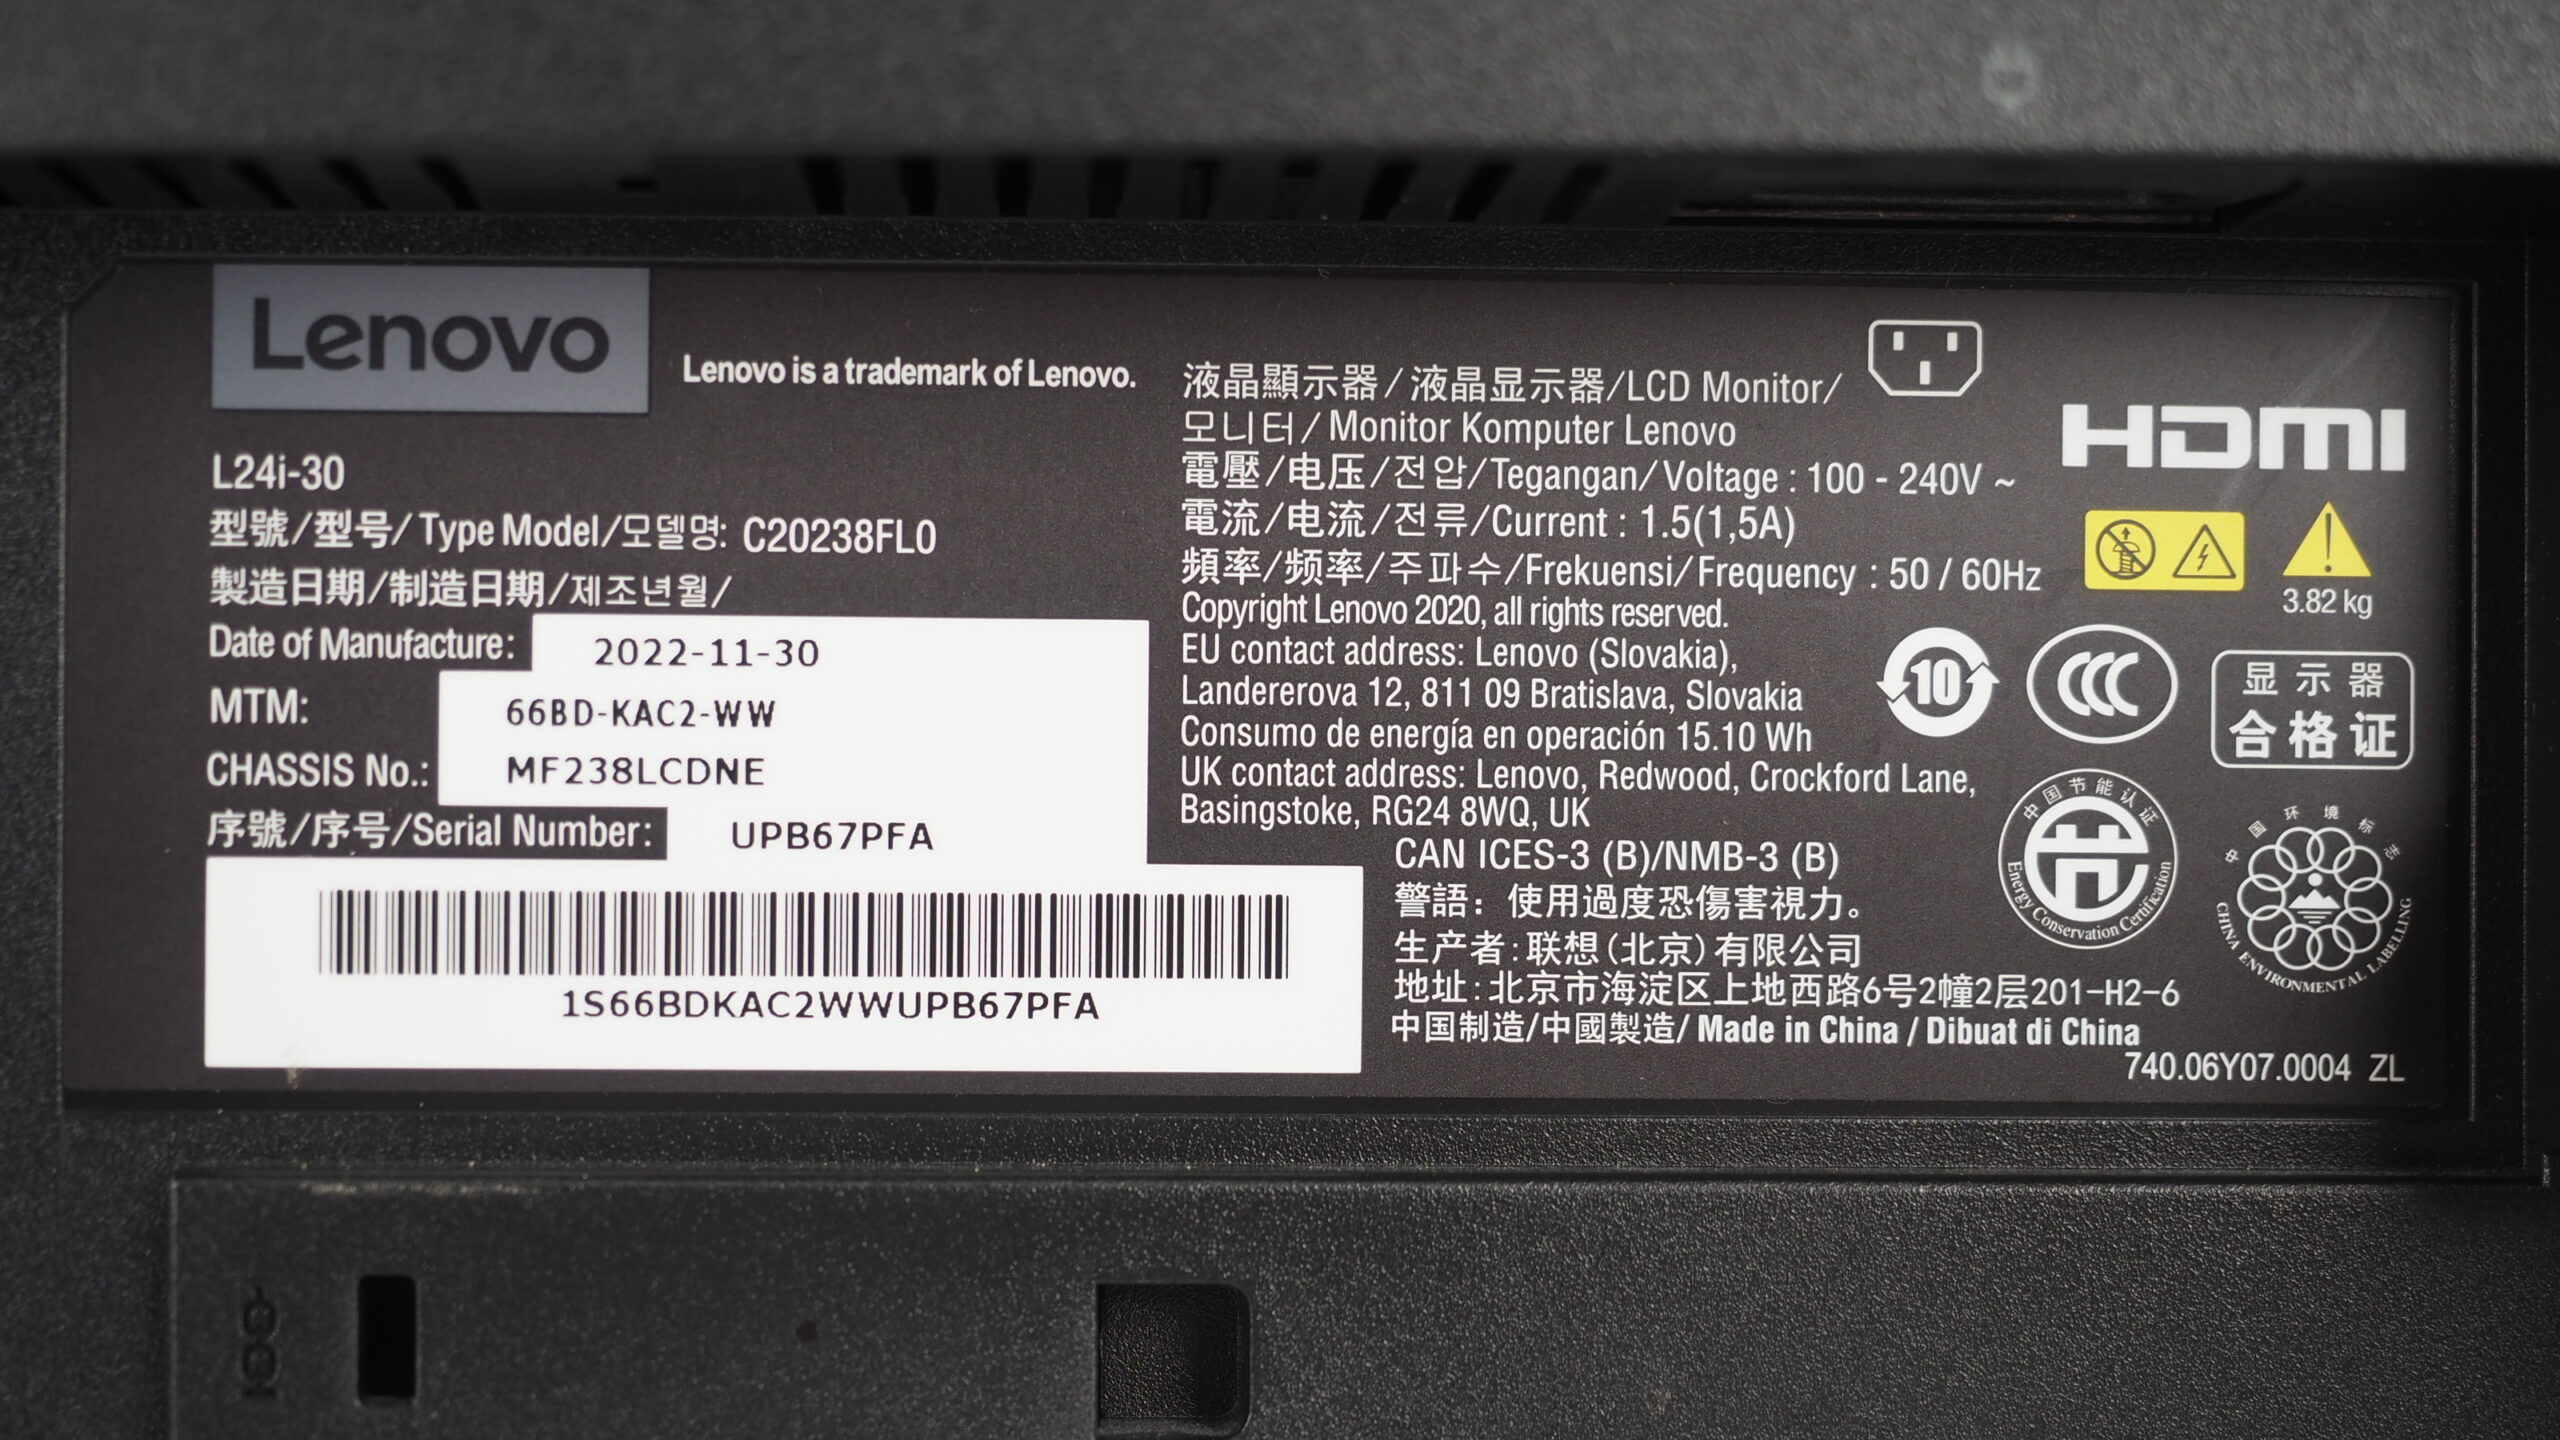 Lenovo
Lenovo is a trademark of Lenovo.
L24i-30
型號/型号/Type Model/모델명: C20238FL0
製造日期/制造日期/제조년월/
Date of Manufacture: 2022-11-30
MTM: 66BD-KAC2-WW
CHASSIS No.: MF238LCDNE
序號/序号/Serial Number: UPB67PFA
1S66BDKAC2WWUPB67PFA
液晶顯示器/液晶显示器/LCD Monitor/
모니터/Monitor Komputer Lenovo
電壓/电压/전압/Tegangan/Voltage : 100 - 240V ~
電流/电流/전류/Current : 1.5(1,5A)
頻率/频率/주파수/Frekuensi/Frequency : 50 / 60Hz
Copyright Lenovo 2020, all rights reserved.
EU contact address: Lenovo (Slovakia),
Landererova 12, 811 09 Bratislava, Slovakia
Consumo de energía en operación 15.10 Wh
UK contact address: Lenovo, Redwood, Crockford Lane,
Basingstoke, RG24 8WQ, UK
CAN ICES-3 (B)/NMB-3 (B)
警語：使用過度恐傷害視力。
生产者:联想(北京)有限公司
地址:北京市海淀区上地西路6号2幢2层201-H2-6
中国制造/中國製造/Made in China / Dibuat di China
740.06Y07.0004 ZL
HDMI
3.82 kg
10
CCC
显示器
合格证
中国节能认证
Energy Conservation Certification
中国环境标志
CHINA ENVIRONMENTAL LABELLING